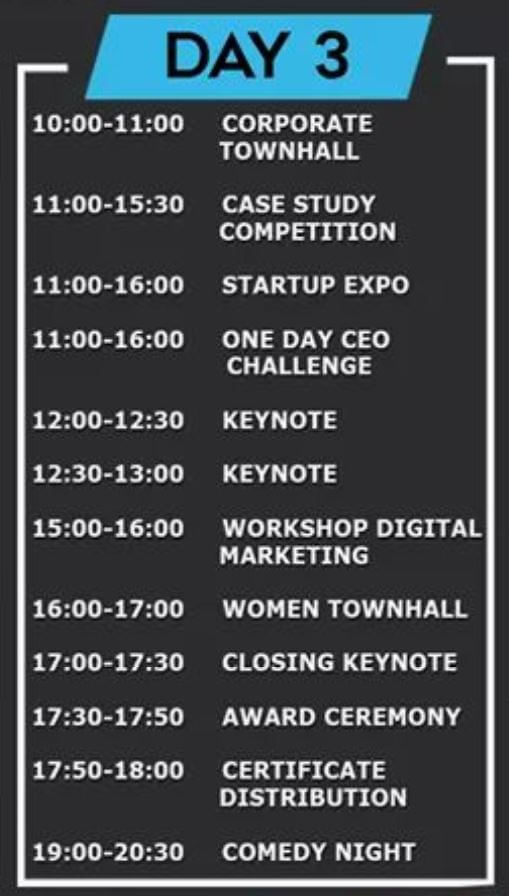 DAY 3
10:00-11:00 CORPORATE
TOWNHALL
11:00-15:30 CASE STUDY
COMPETITION
11:00-16:00 STARTUP EXPO
11:00-16:00 ONE DAY CEO
CHALLENGE
12:00-12:30 KEYNOTE
12:30-13:00 KEYNOTE
15:00-16:00 WORKSHOP DIGITAL
MARKETING
16:00-17:00 WOMEN TOWNHALL
17:00-17:30 CLOSING KEYNOTE
17:30-17:50 AWARD CEREMONY
17:50-18:00 CERTIFICATE
DISTRIBUTION
19:00-20:30 COMEDY NIGHT